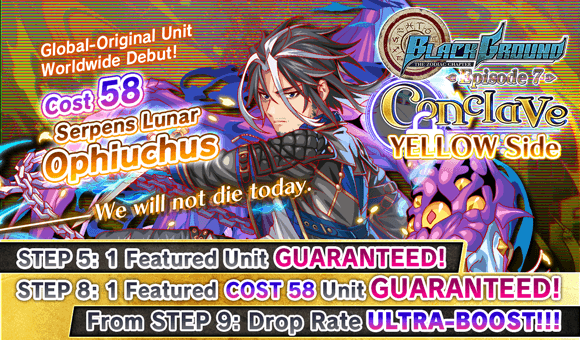 Global-Original Unit
Worldwide Debut!
Cost 58
Serpens Lunar
Ophiuchus
We will not die today.
BLACKGROUND
THE ZODIAC CHAPTER
Episode 7
Conclave
YELLOW Side
STEP 5: 1 Featured Unit GUARANTEED!
STEP 8: 1 Featured COST 58 Unit GUARANTEED!
From STEP 9: Drop Rate ULTRA-BOOST!!!